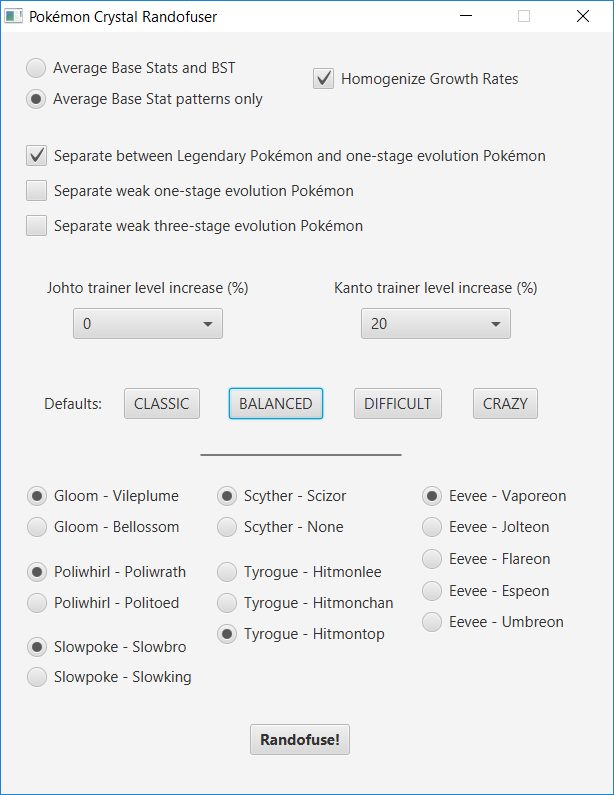 Pokémon Crystal Randofuser
Average Base Stats and BST
Average Base Stat patterns only
Homogenize Growth Rates
Separate between Legendary Pokémon and one-stage evolution Pokémon
Separate weak one-stage evolution Pokémon
Separate weak three-stage evolution Pokémon
Johto trainer level increase (%)
Kanto trainer level increase (%)
0
20
Defaults:
CLASSIC
BALANCED
DIFFICULT
CRAZY
Gloom - Vileplume
Gloom - Bellossom
Poliwhirl - Poliwrath
Poliwhirl - Politoed
Slowpoke - Slowbro
Slowpoke - Slowking
Scyther - Scizor
Scyther - None
Tyrogue - Hitmonlee
Tyrogue - Hitmonchan
Tyrogue - Hitmontop
Eevee - Vaporeon
Eevee - Jolteon
Eevee - Flareon
Eevee - Espeon
Eevee - Umbreon
Randofuse!